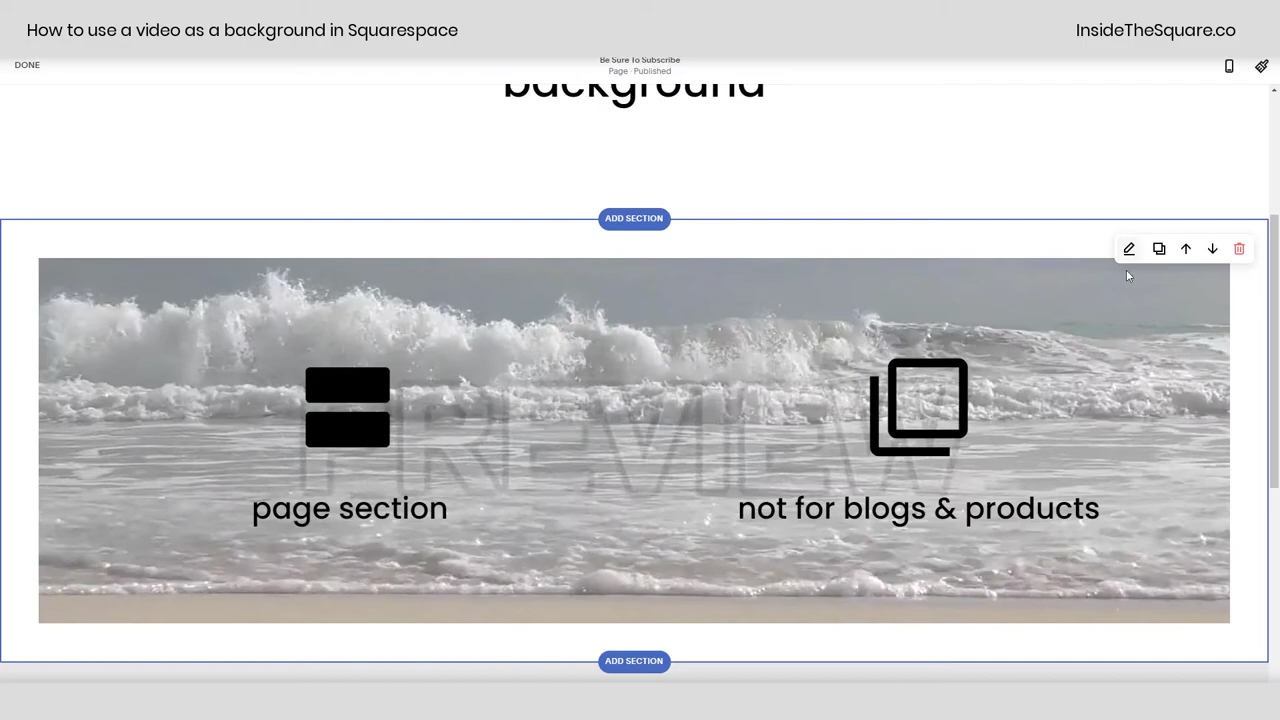 How to use a video as a background in Squarespace
InsideTheSquare.co
DONE
Be Sure To Subscribe
Page · Published
background
ADD SECTION
PREVIEW
page section
not for blogs & products
ADD SECTION